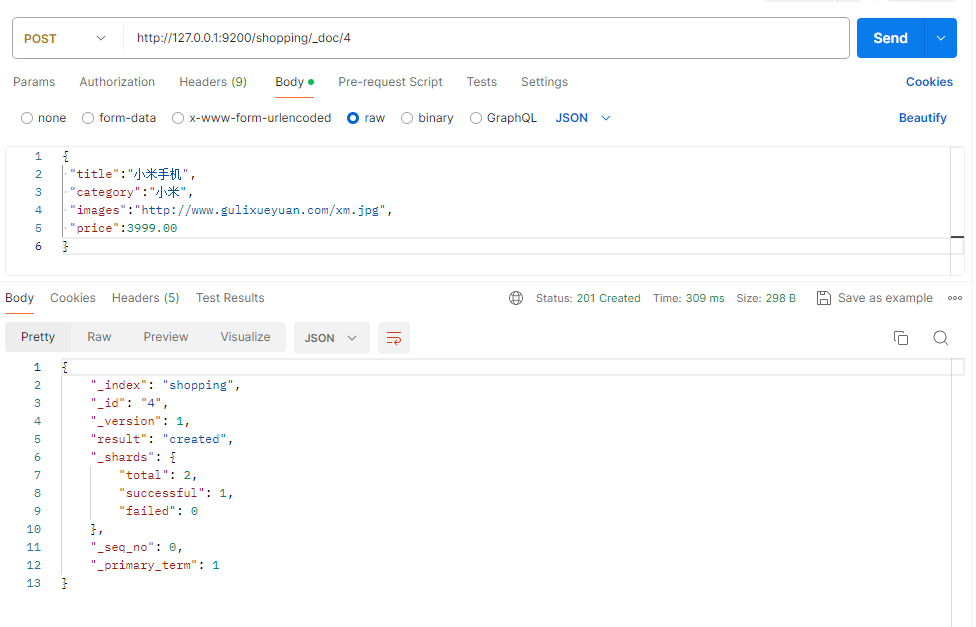 POST http://127.0.0.1:9200/shopping/_doc/4 Send
Params Authorization Headers (9) Body Pre-request Script Tests Settings Cookies
none form-data x-www-form-urlencoded raw binary GraphQL JSON Beautify
1 {
2 "title":"小米手机",
3 "category":"小米",
4 "images":"http://www.gulixueyuan.com/xm.jpg",
5 "price":3999.00
6 }
Body Cookies Headers (5) Test Results Status: 201 Created Time: 309 ms Size: 298 B Save as example
Pretty Raw Preview Visualize JSON
1 {
2 "_index": "shopping",
3 "_id": "4",
4 "_version": 1,
5 "result": "created",
6 "_shards": {
7 "total": 2,
8 "successful": 1,
9 "failed": 0
10 },
11 "_seq_no": 0,
12 "_primary_term": 1
13 }